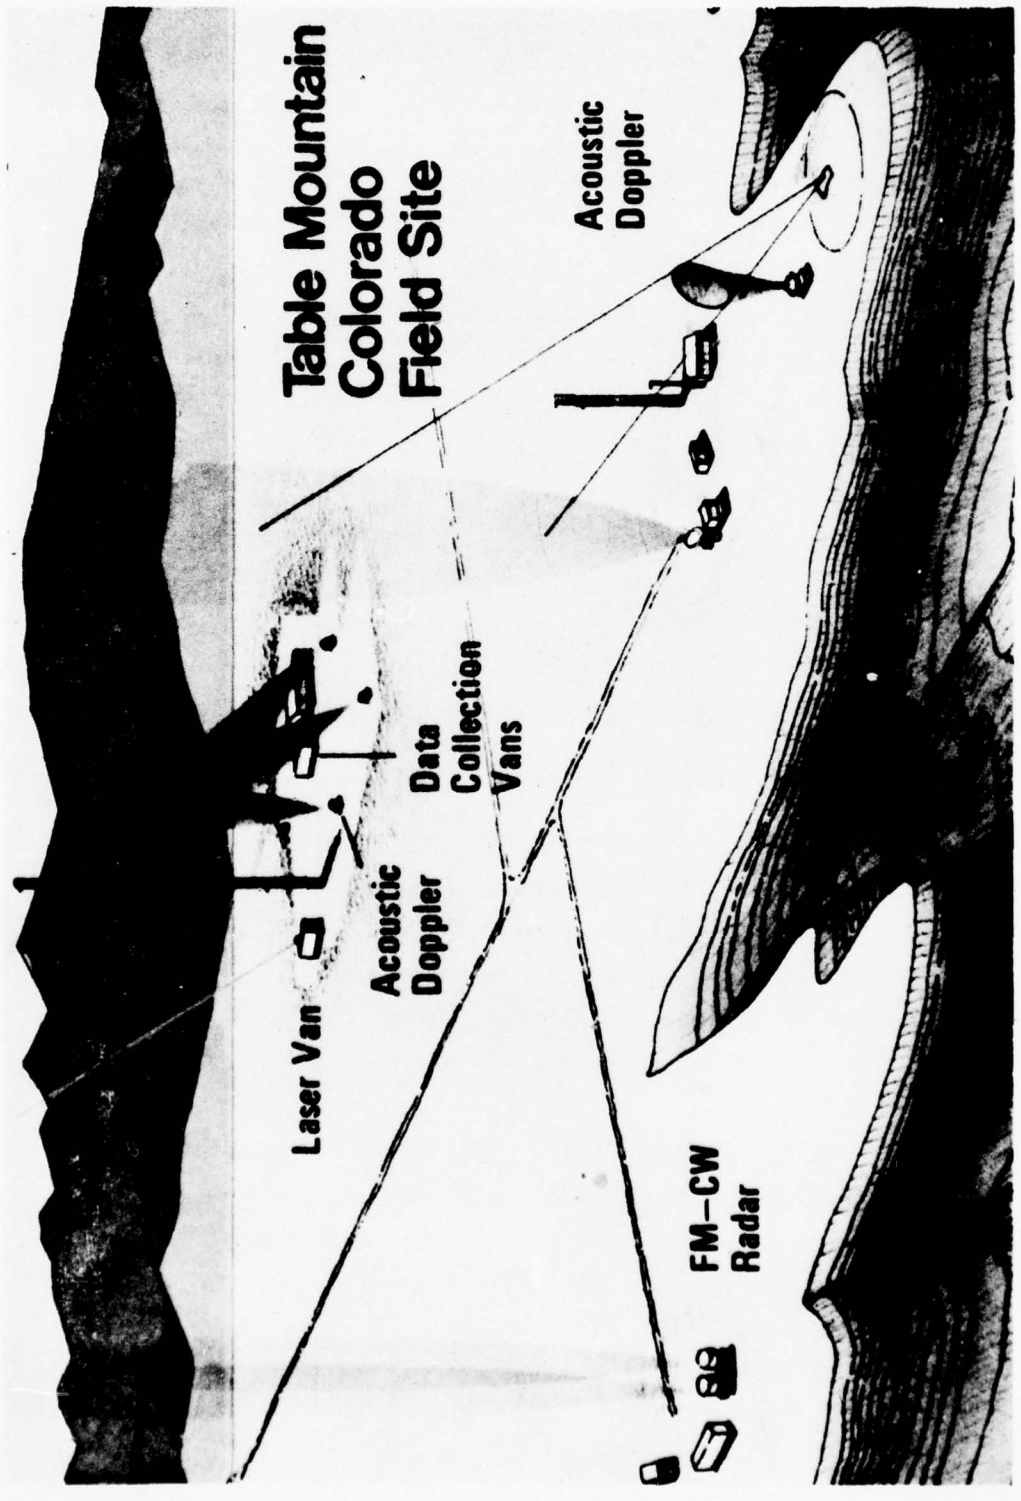 Table Mountain
Colorado
Field Site
Acoustic
Doppler
Data
Collection
Vans
Acoustic
Doppler
Laser Van
FM-CW
Radar